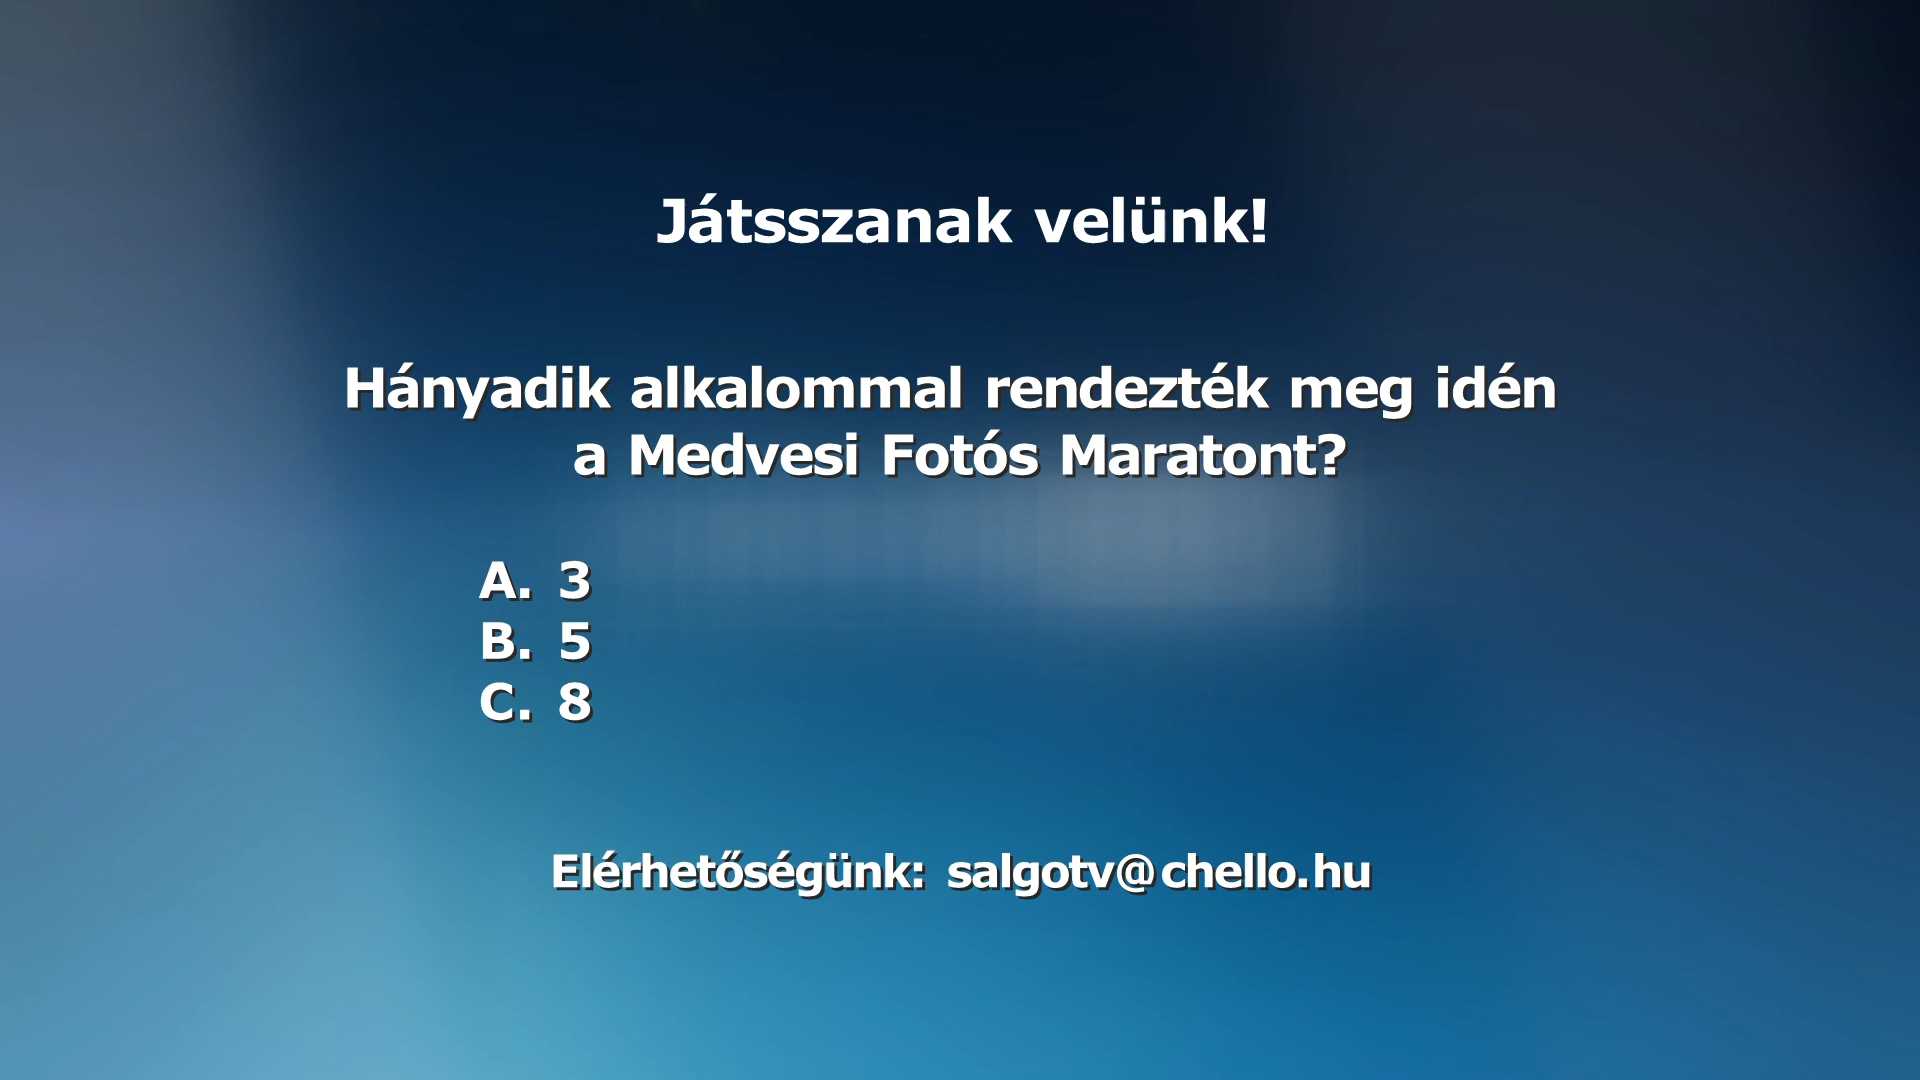 Játsszanak velünk!
Hányadik alkalommal rendezték meg idén
a Medvesi Fotós Maratont?
A. 3
B. 5
C. 8
Elérhetőségünk: salgotv@chello.hu